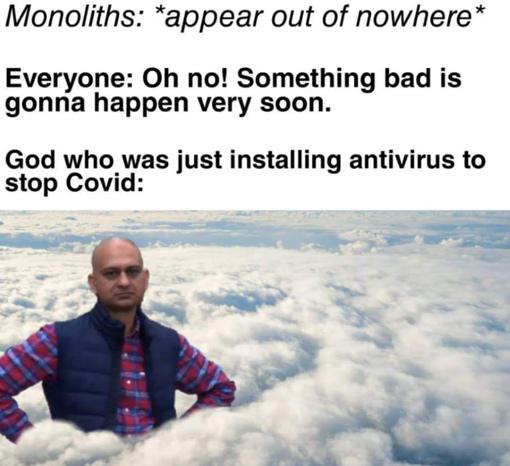 Monoliths: *appear out of nowhere*
Everyone: Oh no! Something bad is
gonna happen very soon.
God who was just installing antivirus to
stop Covid: